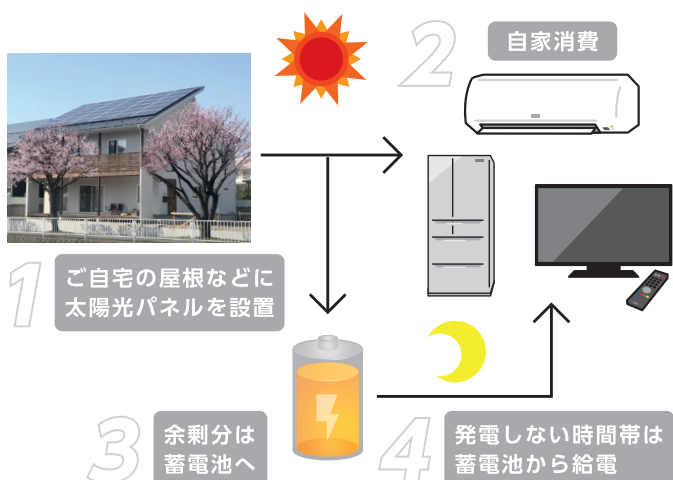 1
ご自宅の屋根などに
太陽光パネルを設置
2
自家消費
3
余剰分は
蓄電池へ
4
発電しない時間帯は
蓄電池から給電